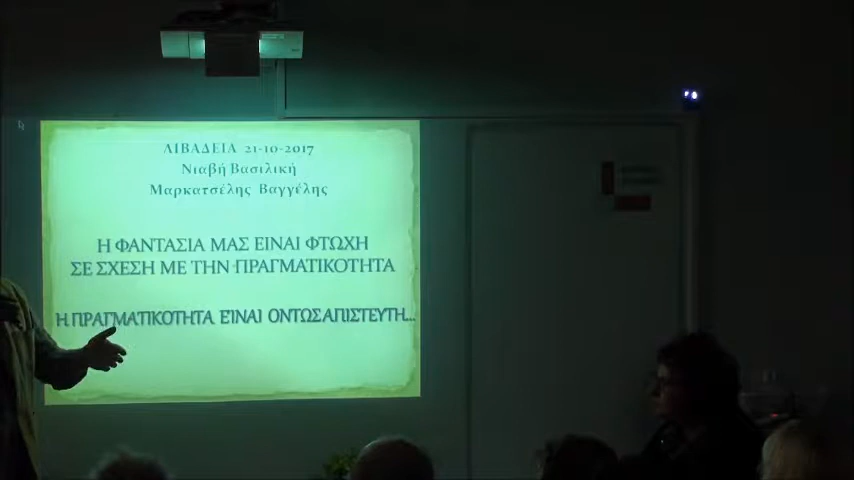 ΛΙΒΑΔΕΙΑ 21-10-2017
Νιαβή Βασιλική
Μαρκατσέλης Βαγγέλης
Η ΦΑΝΤΑΣΙΑ ΜΑΣ ΕΙΝΑΙ ΦΤΩΧΗ
ΣΕ ΣΧΕΣΗ ΜΕ ΤΗΝ ΠΡΑΓΜΑΤΙΚΟΤΗΤΑ
Η ΠΡΑΓΜΑΤΙΚΟΤΗΤΑ ΕΙΝΑΙ ΟΝΤΩΣ ΑΠΙΣΤΕΥΤΗ...